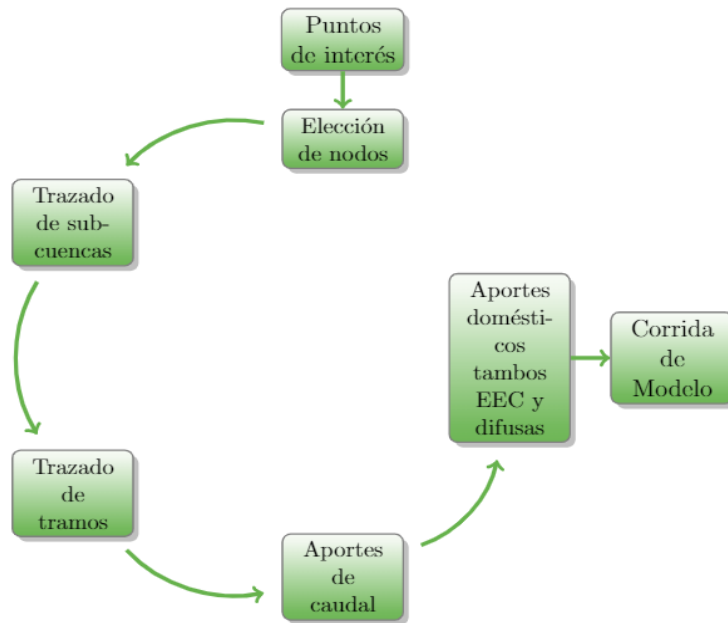 Puntos
de interés
Elección
de nodos
Trazado
de sub-
cuencas
Trazado
de
tramos
Aportes
de
caudal
Aportes
domésti-
cos
tambos
EEC y
difusas
Corrida
de
Modelo